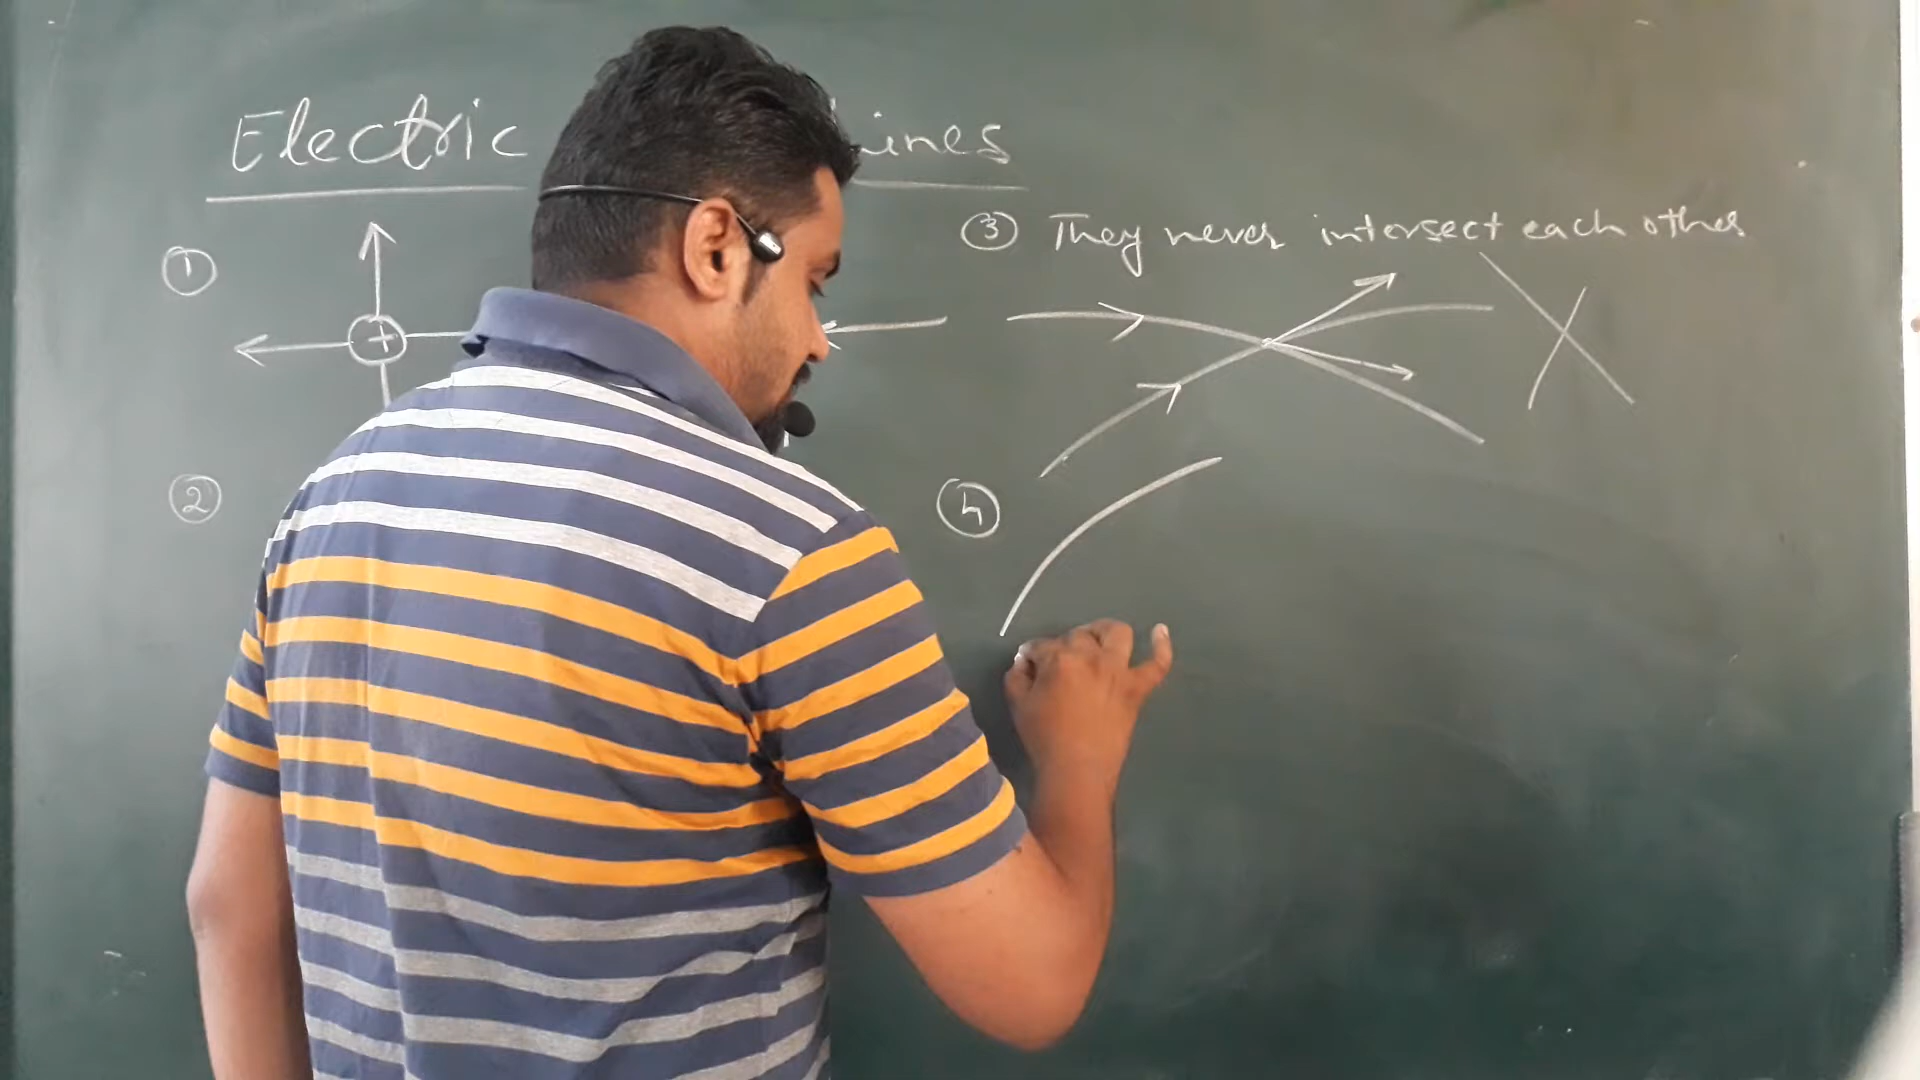 Electric ines
①
+
②
③ They never intersect each other
④